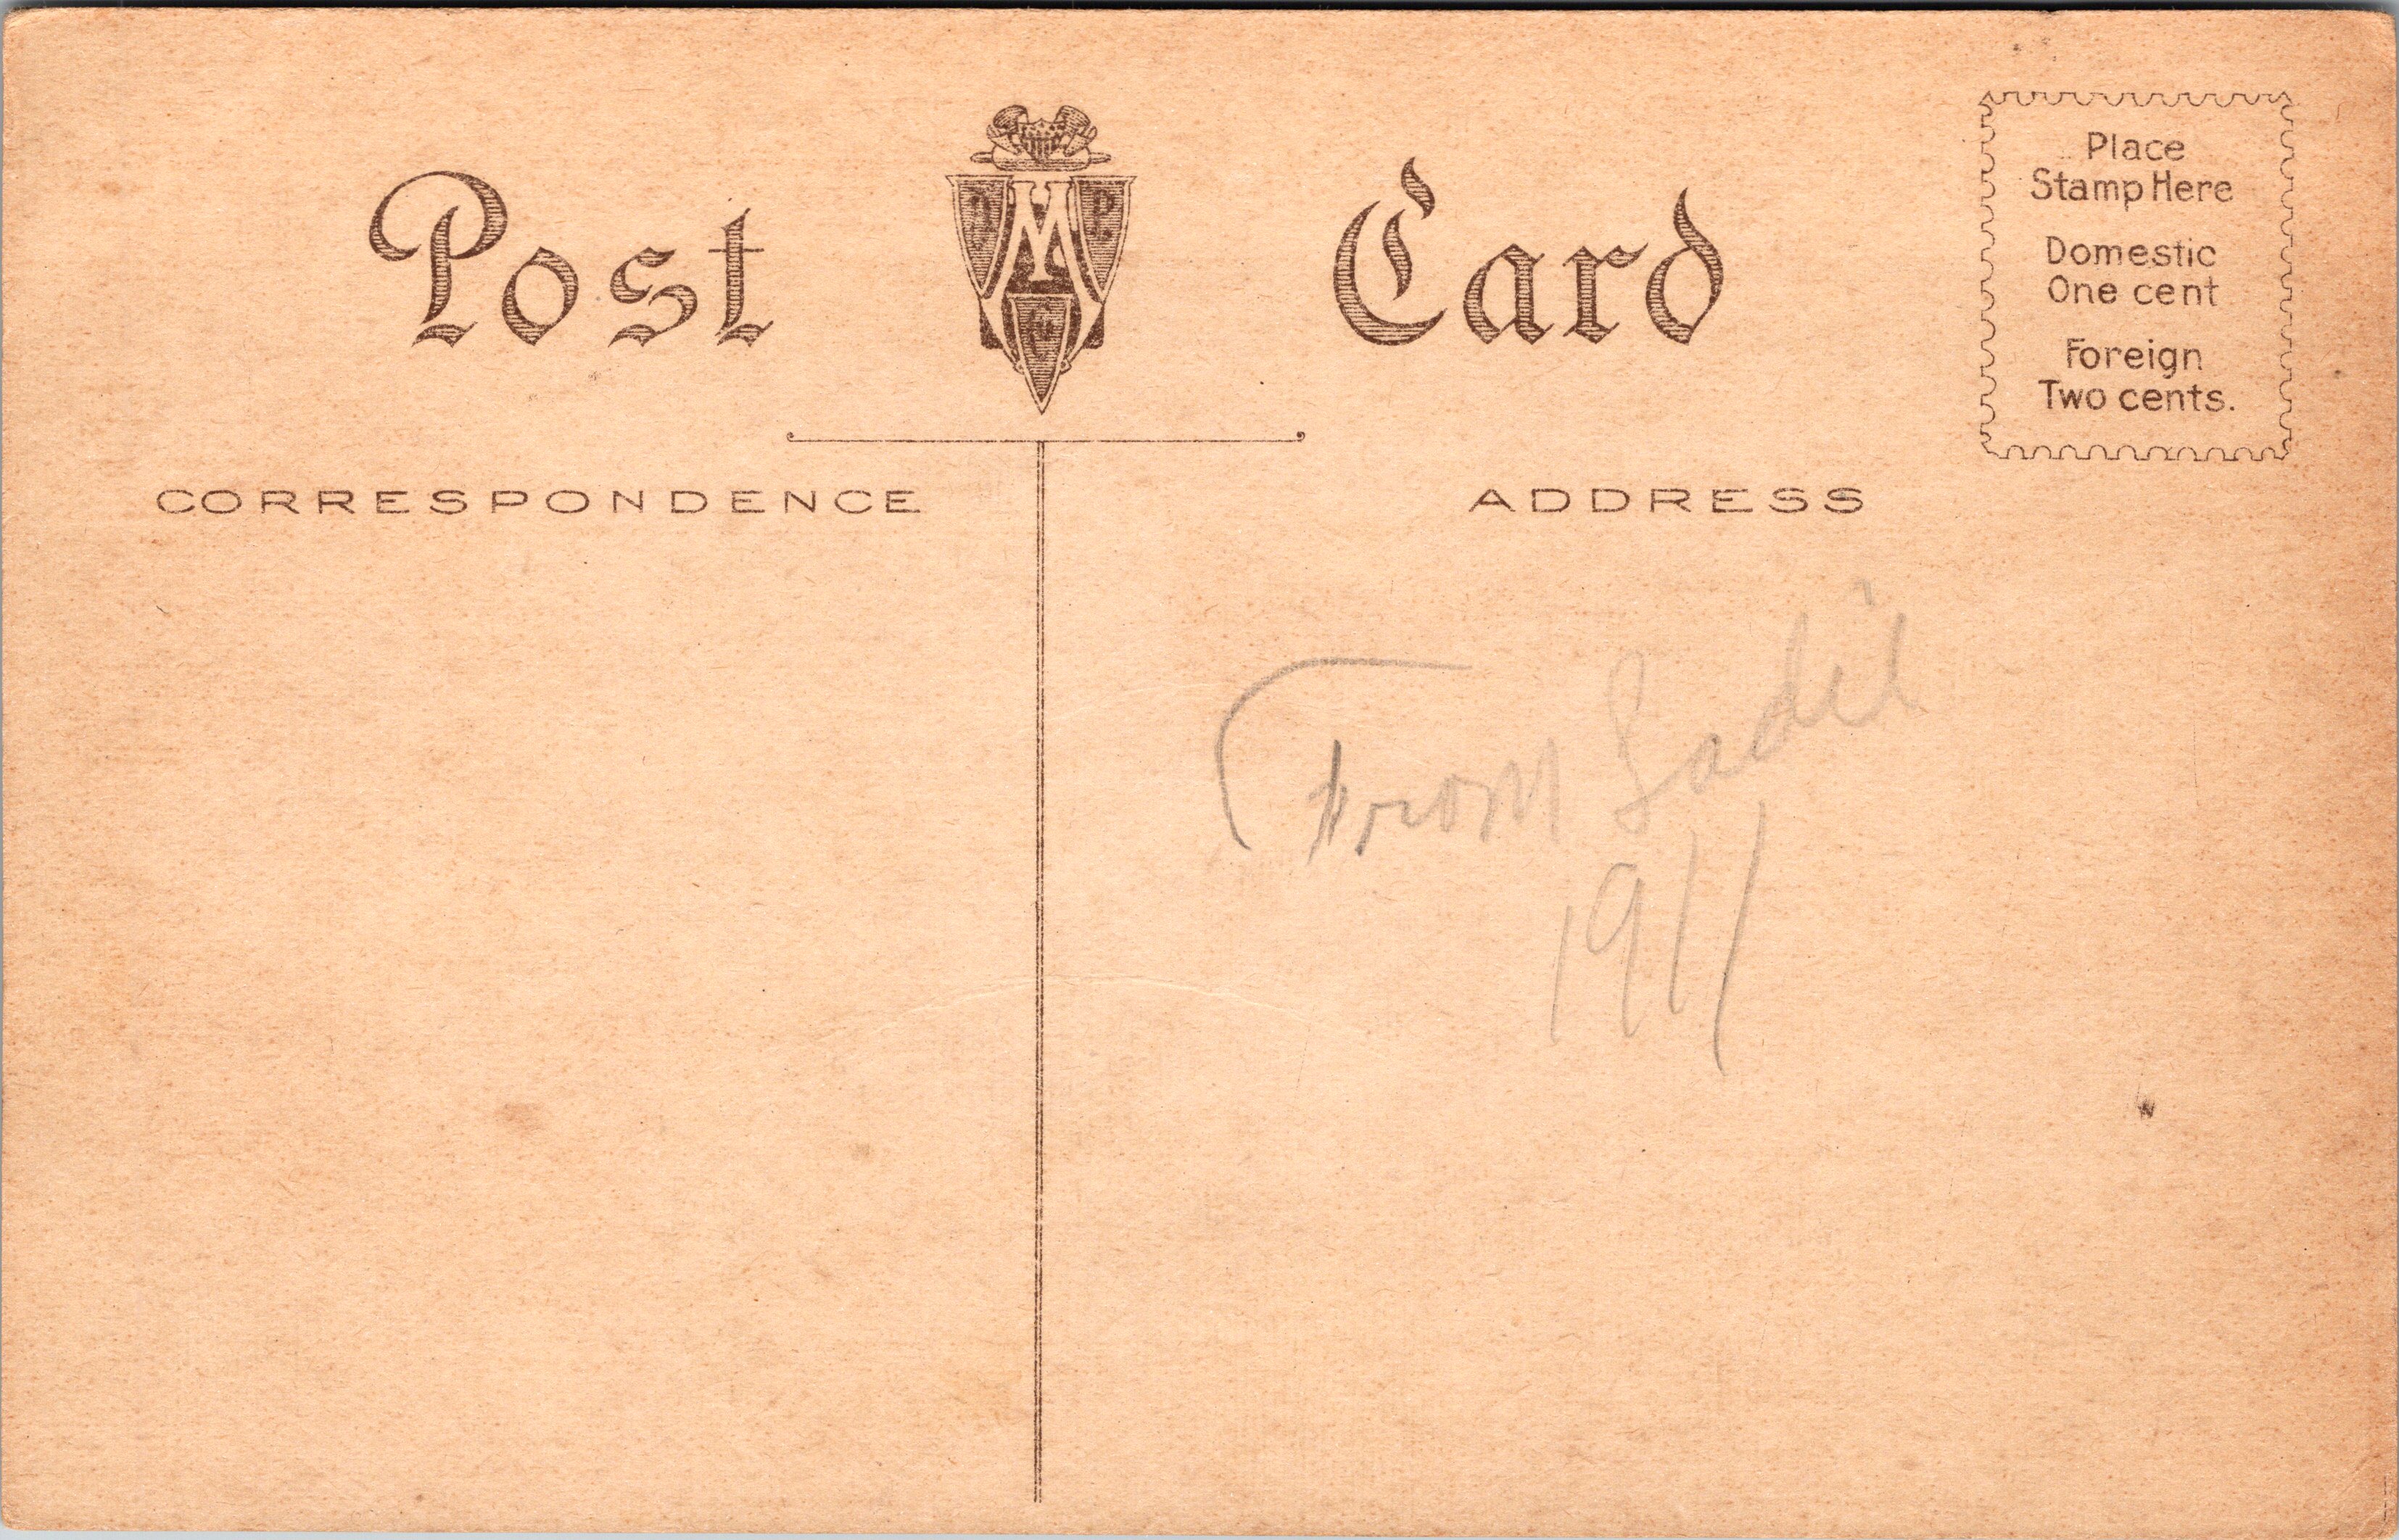 Post Card
Place
Stamp Here
Domestic
One cent
Foreign
Two cents.
CORRESPONDENCE
ADDRESS
From Sadie
1911